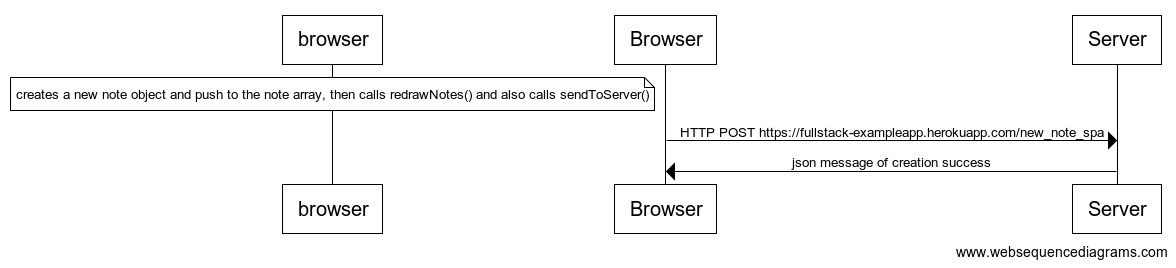 browser Browser Server
creates a new note object and push to the note array, then calls redrawNotes() and also calls sendToServer()
HTTP POST https://fullstack-exampleapp.herokuapp.com/new_note_spa
json message of creation success
browser Browser Server
www.websequencediagrams.com